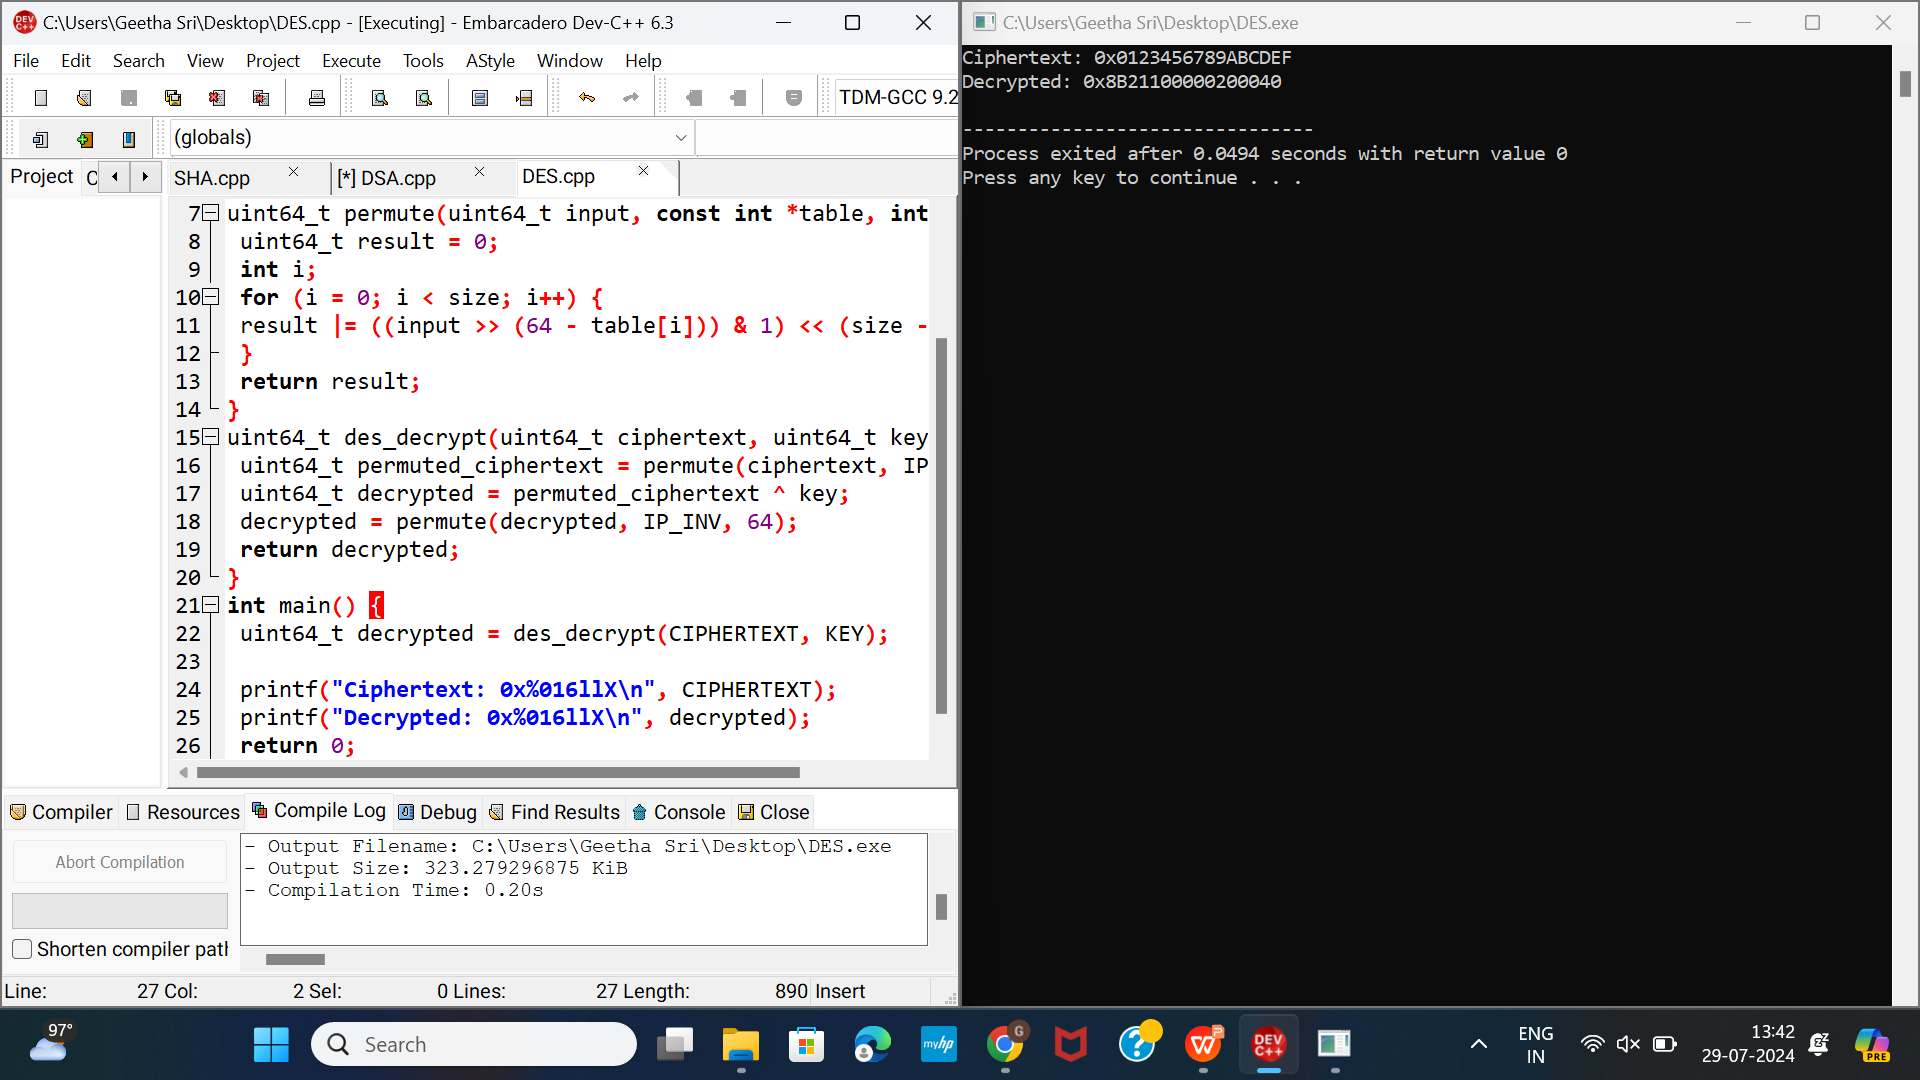 C:\Users\Geetha Sri\Desktop\DES.cpp - [Executing] - Embarcadero Dev-C++ 6.3
File Edit Search View Project Execute Tools AStyle Window Help
TDM-GCC 9.2
(globals)
Project C
SHA.cpp [*] DSA.cpp DES.cpp
7 uint64_t permute(uint64_t input, const int *table, int
8 uint64_t result = 0;
9 int i;
10 for (i = 0; i < size; i++) {
11 result |= ((input >> (64 - table[i])) & 1) << (size -
12 }
13 return result;
14 }
15 uint64_t des_decrypt(uint64_t ciphertext, uint64_t key
16 uint64_t permuted_ciphertext = permute(ciphertext, IP
17 uint64_t decrypted = permuted_ciphertext ^ key;
18 decrypted = permute(decrypted, IP_INV, 64);
19 return decrypted;
20 }
21 int main() {
22 uint64_t decrypted = des_decrypt(CIPHERTEXT, KEY);
23
24 printf("Ciphertext: 0x%016llX\n", CIPHERTEXT);
25 printf("Decrypted: 0x%016llX\n", decrypted);
26 return 0;
Compiler Resources Compile Log Debug Find Results Console Close
Abort Compilation
Shorten compiler path
- Output Filename: C:\Users\Geetha Sri\Desktop\DES.exe
- Output Size: 323.279296875 KiB
- Compilation Time: 0.20s
Line: 27 Col: 2 Sel: 0 Lines: 27 Length: 890 Insert
C:\Users\Geetha Sri\Desktop\DES.exe
Ciphertext: 0x0123456789ABCDEF
Decrypted: 0x8B21100000200040
--------------------------------
Process exited after 0.0494 seconds with return value 0
Press any key to continue . . .
97°
Search
myhp
G
DEV C++
PRE
ENG
IN
13:42
29-07-2024